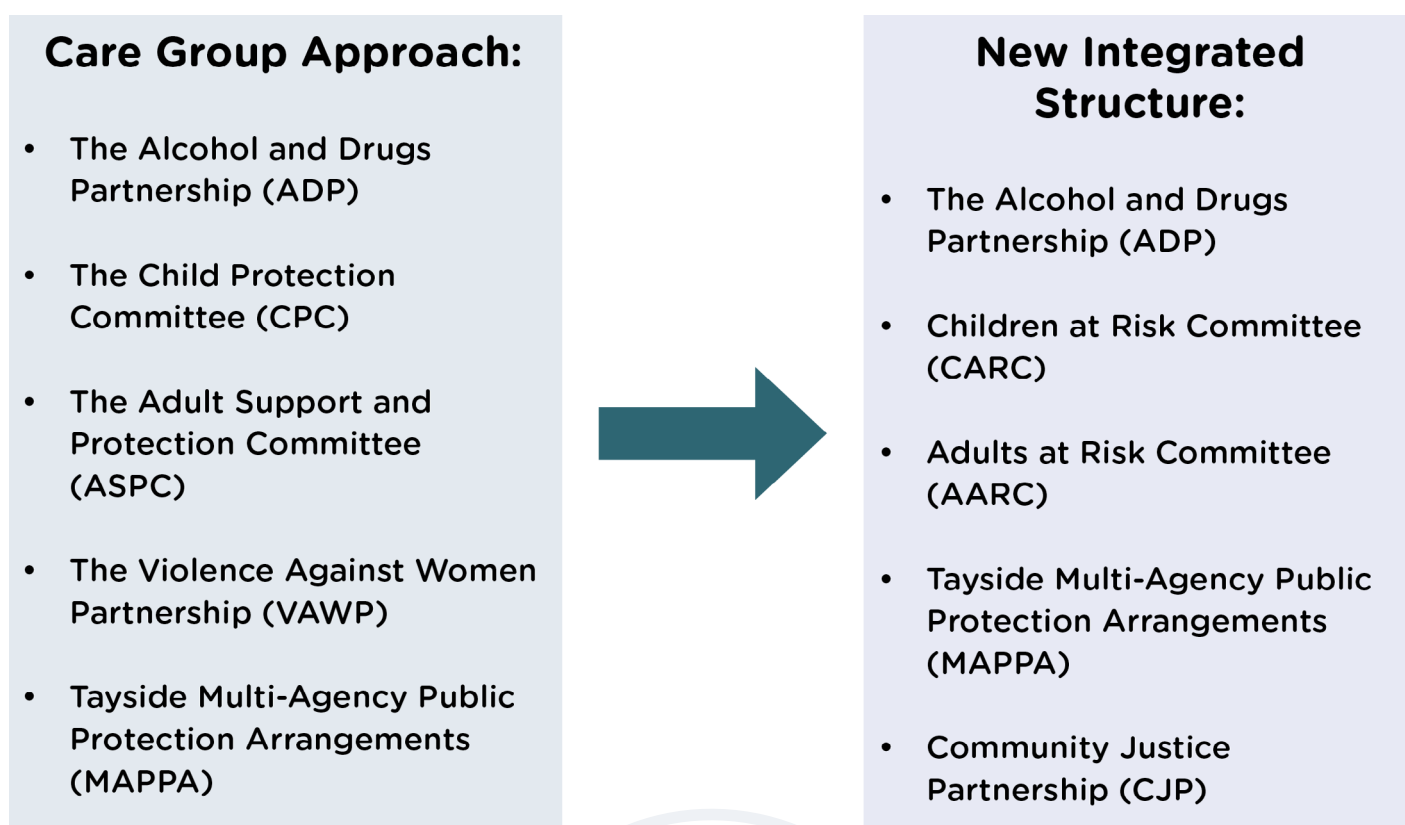 Care Group Approach:
• The Alcohol and Drugs
Partnership (ADP)
• The Child Protection
Committee (CPC)
• The Adult Support and
Protection Committee
(ASPC)
• The Violence Against Women
Partnership (VAWP)
• Tayside Multi-Agency Public
Protection Arrangements
(MAPPA)
New Integrated
Structure:
• The Alcohol and Drugs
Partnership (ADP)
• Children at Risk Committee
(CARC)
• Adults at Risk Committee
(AARC)
• Tayside Multi-Agency Public
Protection Arrangements
(MAPPA)
• Community Justice
Partnership (CJP)